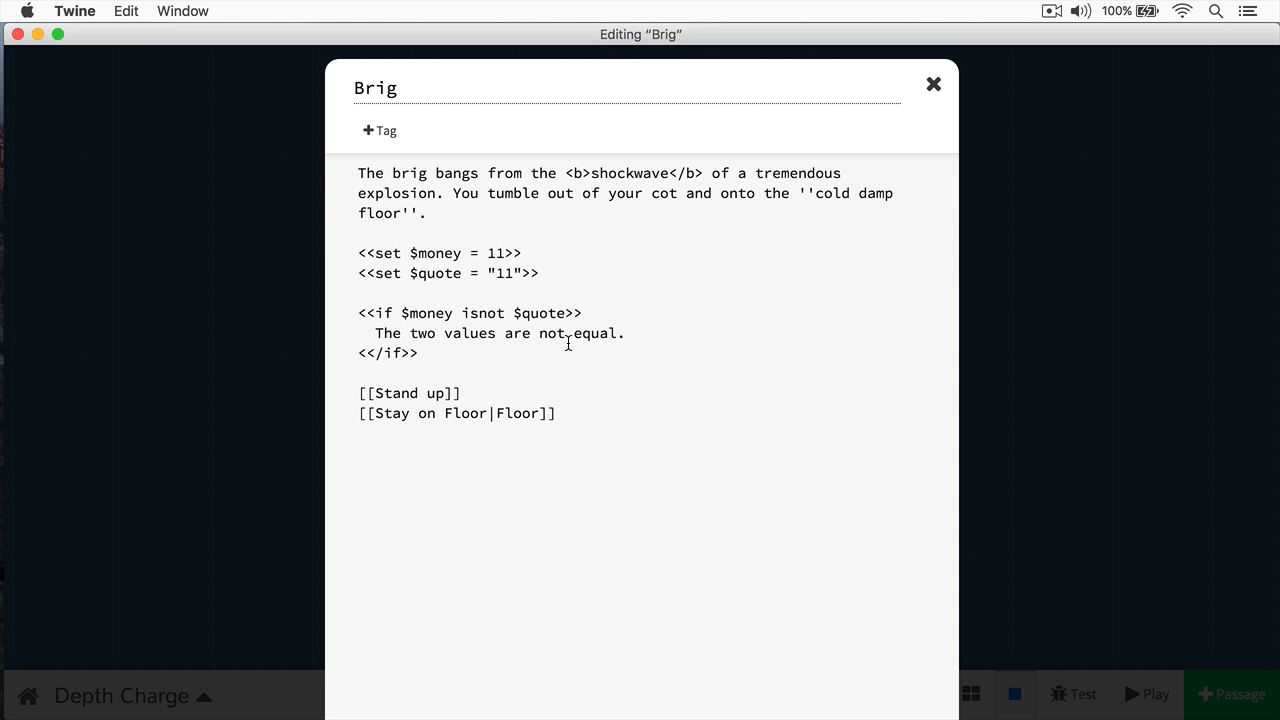 Twine Edit Window 100%
Editing “Brig”
Brig
Tag
The brig bangs from the <b>shockwave</b> of a tremendous
explosion. You tumble out of your cot and onto the ''cold damp
floor''.
<<set $money = 11>>
<<set $quote = "11">>
<<if $money isnot $quote>>
The two values are not equal.
<</if>>
[[Stand up]]
[[Stay on Floor|Floor]]
Depth Charge Test Play +Passage